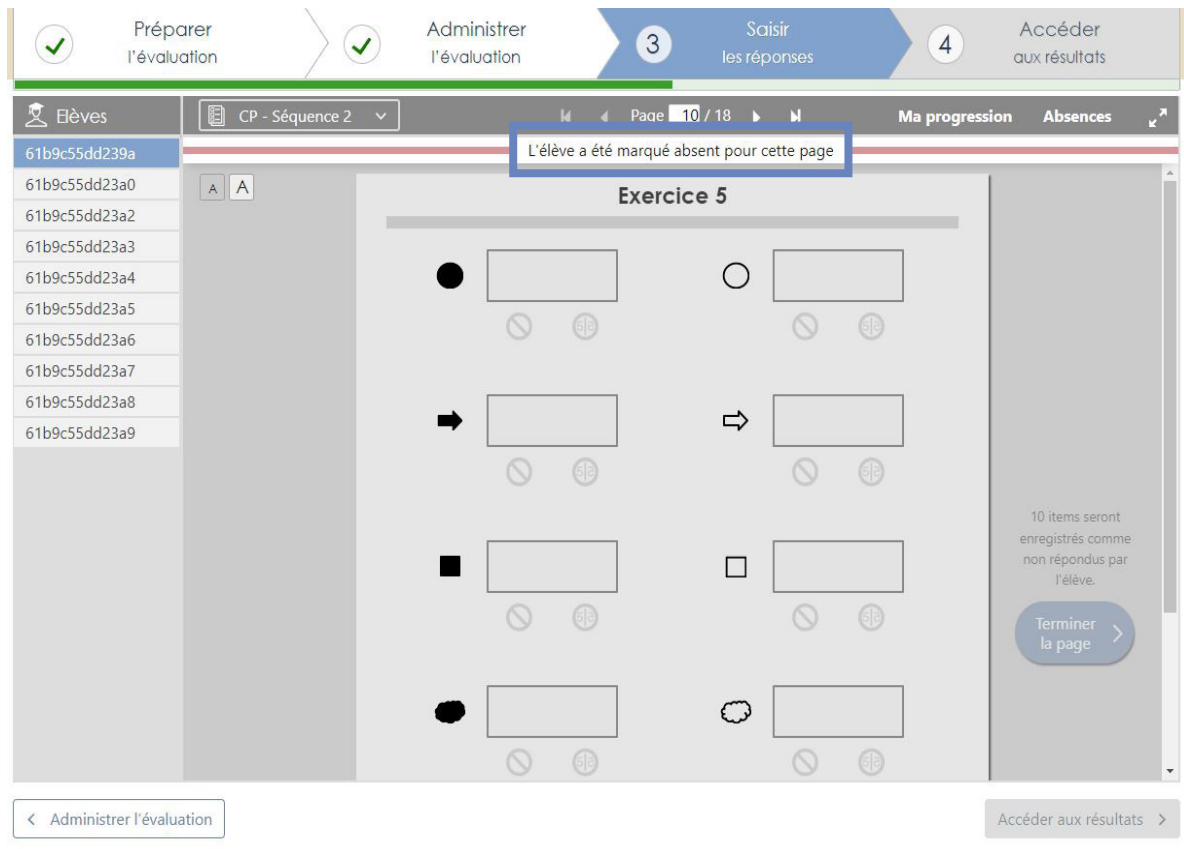 Préparer
l'évaluation
Administrer
l'évaluation
3
Saisir
les réponses
4
Accéder
aux résultats
Elèves
CP - Séquence 2
Page 10 / 18
Ma progression
Absences
L'élève a été marqué absent pour cette page
61b9c55dd239a
61b9c55dd23a0
61b9c55dd23a2
61b9c55dd23a3
61b9c55dd23a4
61b9c55dd23a5
61b9c55dd23a6
61b9c55dd23a7
61b9c55dd23a8
61b9c55dd23a9
A A
Exercice 5
10 items seront
enregistrés comme
non répondus par
l'élève.
Terminer
la page
Administrer l'évaluation
Accéder aux résultats